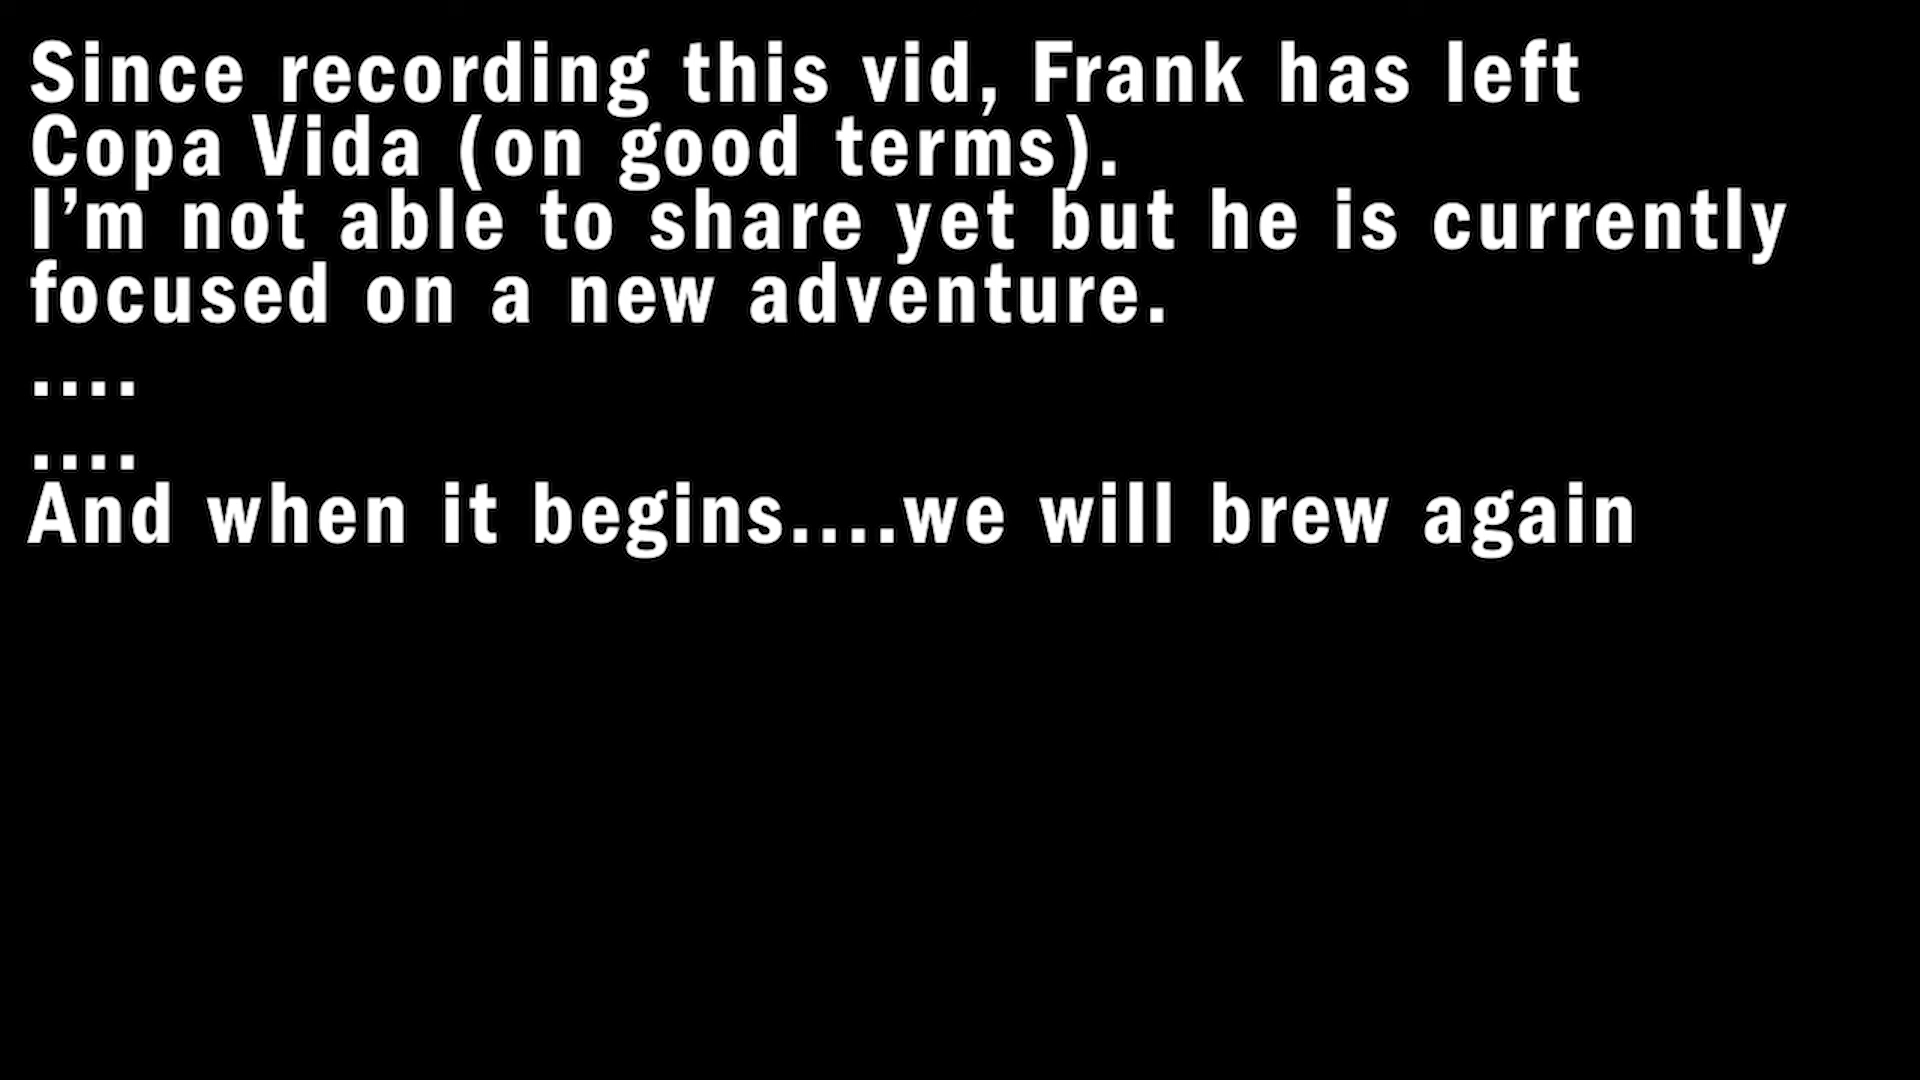 Since recording this vid, Frank has left
Copa Vida (on good terms).
I’m not able to share yet but he is currently
focused on a new adventure.
....
....
And when it begins....we will brew again